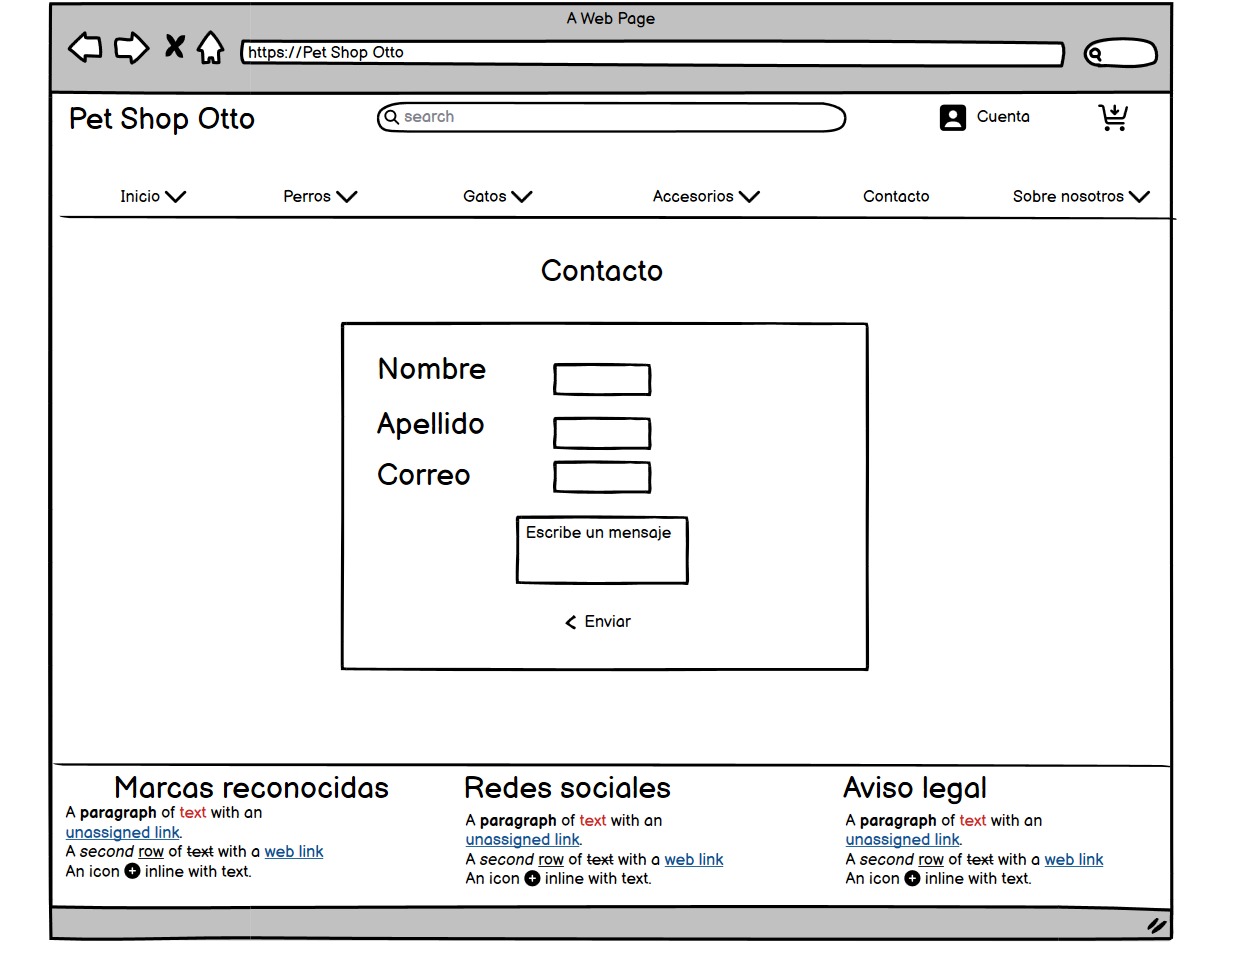 A Web Page
https://Pet Shop Otto
Pet Shop Otto
search
Cuenta
Inicio
Perros
Gatos
Accesorios
Contacto
Sobre nosotros
Contacto
Nombre
Apellido
Correo
Escribe un mensaje
Enviar
Marcas reconocidas
A paragraph of text with an
unassigned link.
A second row of text with a web link
An icon inline with text.
Redes sociales
A paragraph of text with an
unassigned link.
A second row of text with a web link
An icon inline with text.
Aviso legal
A paragraph of text with an
unassigned link.
A second row of text with a web link
An icon inline with text.